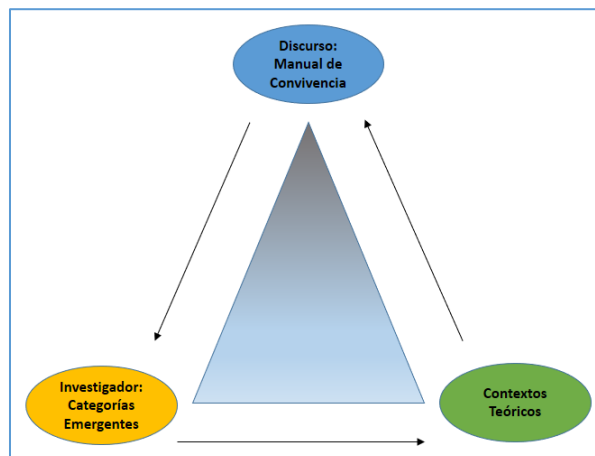 Discurso:
Manual de
Convivencia
Investigador:
Categorías
Emergentes
Contextos
Teóricos